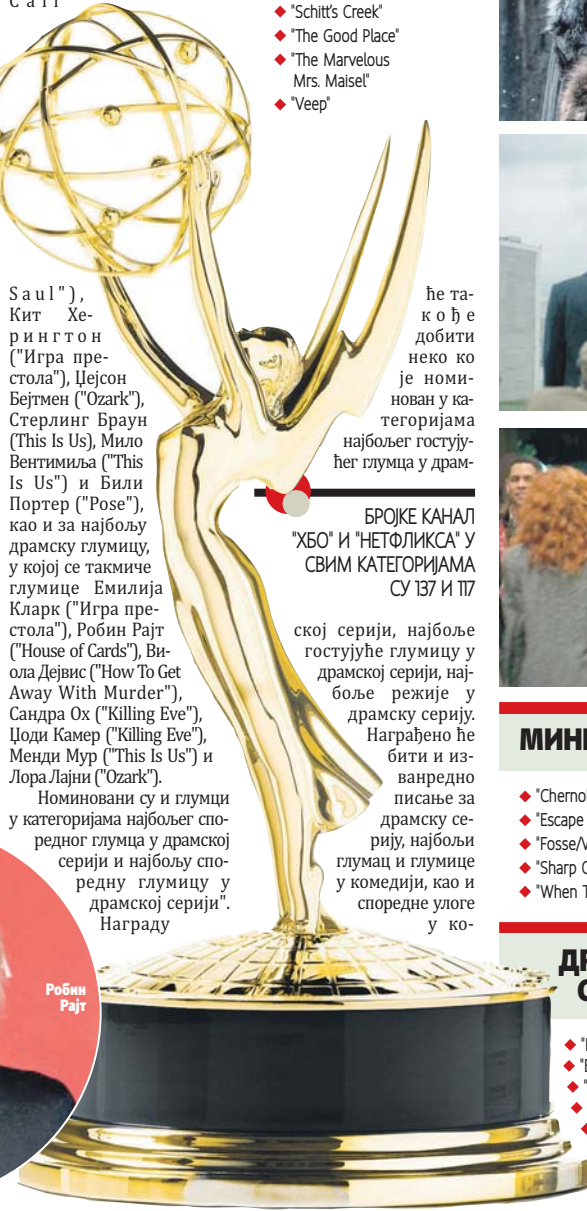 C a l l
◆ "Schitt's Creek"
◆ "The Good Place"
◆ "The Marvelous
Mrs. Maisel"
◆ "Veep"
S a u l " ) ,
Кит Хе-
р и н г т о н
("Игра пре-
стола"), Џејсон
Бејтмен ("Ozark"),
Стерлинг Браун
(This Is Us), Мило
Вентимиља ("This
Is Us") и Били
Портер ("Pose"),
као и за најбољу
драмску глумицу,
у којој се такмиче
глумице Емилија
Кларк ("Игра пре-
стола"), Робин Рајт
("House of Cards"), Ви-
ола Дејвис ("How To Get
Away With Murder"),
Сандра Ох ("Killing Eve"),
Џоди Камер ("Killing Eve"),
Менди Мур ("This Is Us") и
Лора Лајни ("Ozark").
Номиновани су и глумци
у категоријама најбољег спо-
редног глумца у драмској
серији и најбољу спо-
редну глумицу у
драмској серији".
Награду
ће та-
к о ђ е
добити
неко ко
је номи-
нован у ка-
тегоријама
најбољег гостују-
ћег глумца у драм-
БРОЈКЕ КАНАЛ
"ХБО" И "НЕТФЛИКСА" У
СВИМ КАТЕГОРИЈАМА
СУ 137 И 117
ској серији, најбоље
гостујуће глумицу у
драмској серији, нај-
боље режије у
драмску серију.
Награђено ће
бити и из-
ванредно
писање за
драмску се-
рију, најбољи
глумац и глумице
у комедији, као и
споредне улоге
у ко-
Робин
Рајт
МИНИ
◆ "Cherno
◆ "Escape
◆ "Fosse/V
◆ "Sharp O
◆ "When T